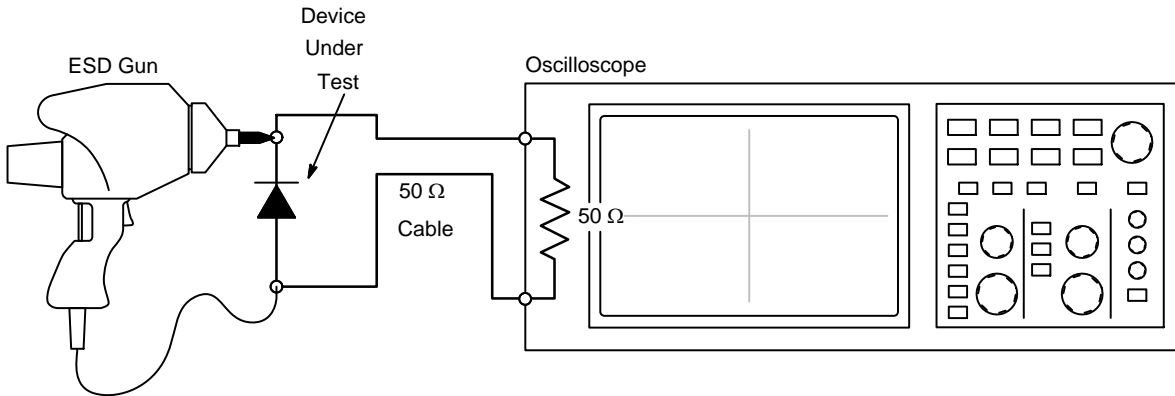 Device
Under
Test
ESD Gun
Oscilloscope
50 Ω
Cable
50 Ω